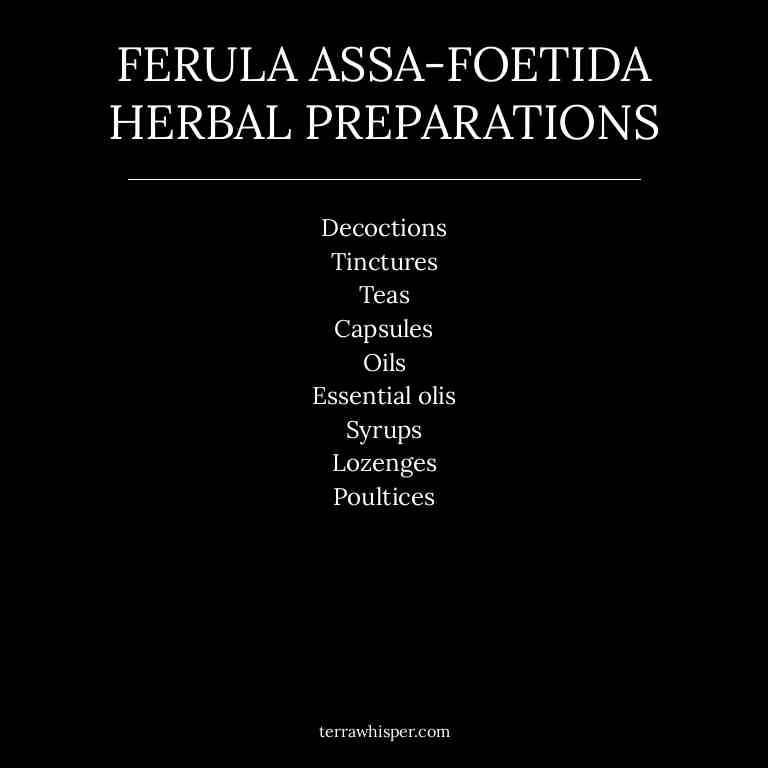 FERULA ASSA-FOETIDA
HERBAL PREPARATIONS
Decoctions
Tinctures
Teas
Capsules
Oils
Essential olis
Syrups
Lozenges
Poultices
terrawhisper.com